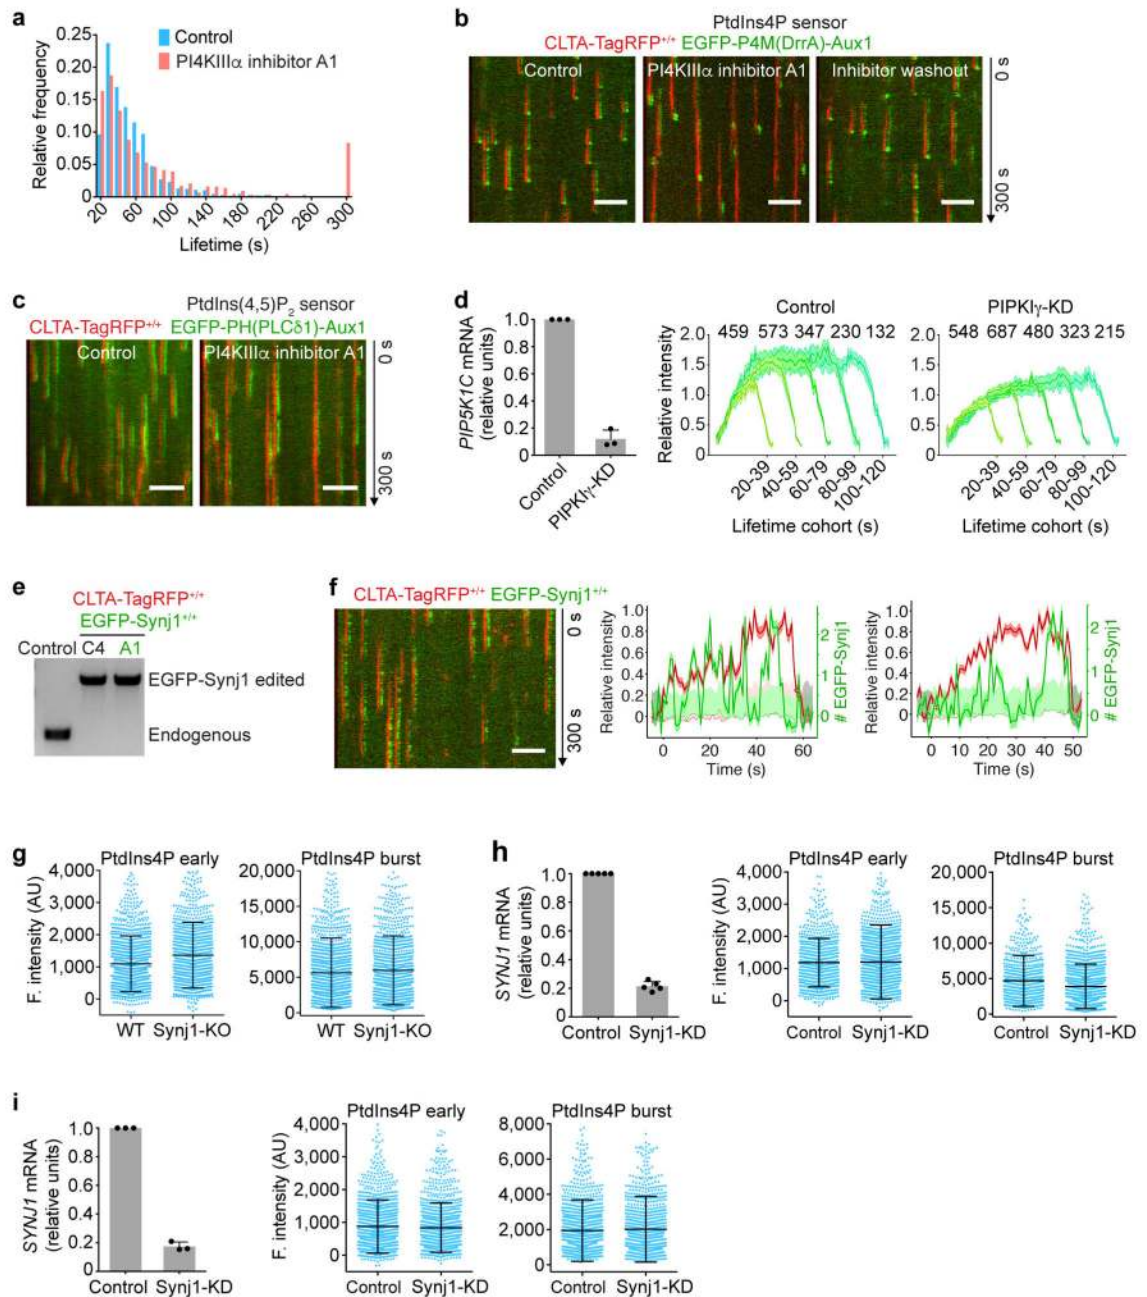 a
Control
PI4KIIIα inhibitor A1
Relative frequency
0.25
0.20
0.15
0.10
0.05
0
20
60
100
140
180
220
260
300
Lifetime (s)
b
PtdIns4P sensor
CLTA-TagRFP+/+ EGFP-P4M(DrrA)-Aux1
Control
PI4KIIIα inhibitor A1
Inhibitor washout
0 s
300 s
c
PtdIns(4,5)P2 sensor
CLTA-TagRFP+/+ EGFP-PH(PLCδ1)-Aux1
Control
PI4KIIIα inhibitor A1
0 s
300 s
d
PIP5K1C mRNA
(relative units)
1.0
0.8
0.6
0.4
0.2
0
Control
PIPKIγ-KD
Control
459 573 347 230 132
Relative intensity
2.0
1.5
1.0
0.5
0
20-39
40-59
60-79
80-99
100-120
Lifetime cohort (s)
PIPKIγ-KD
548 687 480 323 215
2.0
1.5
1.0
0.5
0
20-39
40-59
60-79
80-99
100-120
Lifetime cohort (s)
e
CLTA-TagRFP+/+
EGFP-Synj1+/+
Control C4 A1
EGFP-Synj1 edited
Endogenous
f
CLTA-TagRFP+/+ EGFP-Synj1+/+
0 s
300 s
Relative intensity
1.0
0.8
0.6
0.4
0.2
0
0 20 40 60
Time (s)
2
1
0
# EGFP-Synj1
Relative intensity
1.0
0.8
0.6
0.4
0.2
0
0 10 20 30 40 50
Time (s)
2
1
0
# EGFP-Synj1
g
PtdIns4P early
F. intensity (AU)
4,000
3,000
2,000
1,000
0
WT Synj1-KO
PtdIns4P burst
20,000
15,000
10,000
5,000
0
WT Synj1-KO
h
SYNJ1 mRNA
(relative units)
1.0
0.8
0.6
0.4
0.2
0
Control Synj1-KD
PtdIns4P early
F. intensity (AU)
4,000
3,000
2,000
1,000
0
Control Synj1-KD
PtdIns4P burst
20,000
15,000
10,000
5,000
0
Control Synj1-KD
i
SYNJ1 mRNA
(relative units)
1.0
0.8
0.6
0.4
0.2
0
Control Synj1-KD
PtdIns4P early
F. intensity (AU)
4,000
3,000
2,000
1,000
0
Control Synj1-KD
PtdIns4P burst
8,000
6,000
4,000
2,000
0
Control Synj1-KD